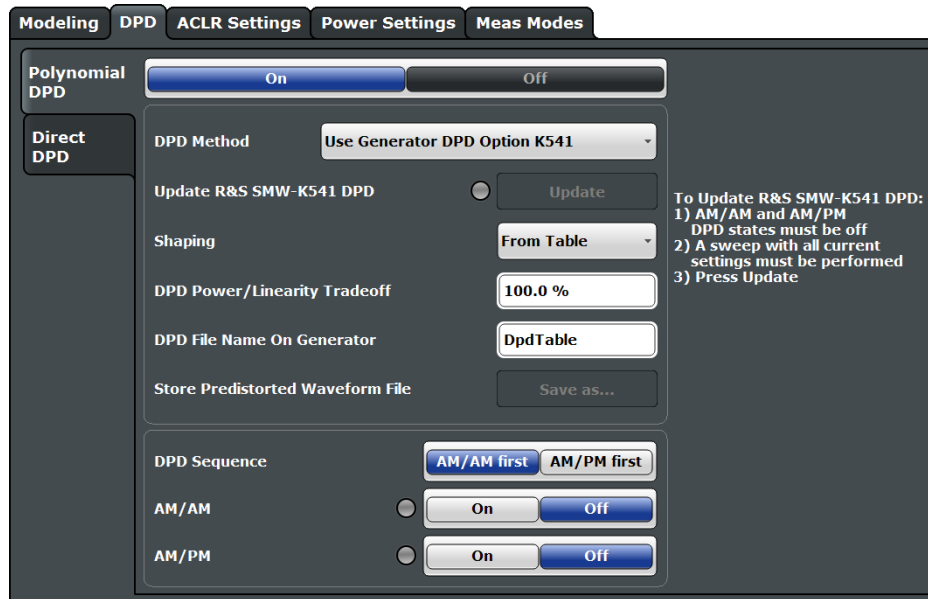 Modeling DPD ACLR Settings Power Settings Meas Modes
Polynomial DPD
On Off
Direct DPD
DPD Method Use Generator DPD Option K541
Update R&S SMW-K541 DPD Update
Shaping From Table
DPD Power/Linearity Tradeoff 100.0 %
DPD File Name On Generator DpdTable
Store Predistorted Waveform File Save as...
To Update R&S SMW-K541 DPD:
1) AM/AM and AM/PM
DPD states must be off
2) A sweep with all current
settings must be performed
3) Press Update
DPD Sequence AM/AM first AM/PM first
AM/AM On Off
AM/PM On Off